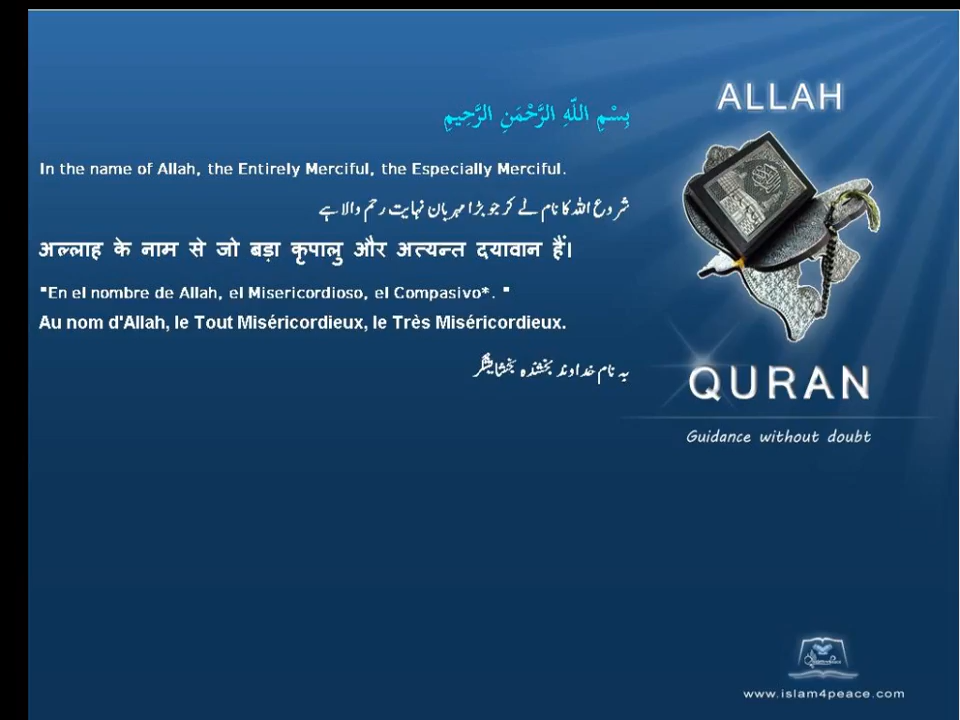 بِسْمِ اللَّهِ الرَّحْمَنِ الرَّحِيمِ
In the name of Allah, the Entirely Merciful, the Especially Merciful.
شروع اللہ کا نام لے کر جو بڑا مہربان نہایت رحم والا ہے
अल्लाह के नाम से जो बड़ा कृपालु और अत्यन्त दयावान हैं।
"En el nombre de Allah, el Misericordioso, el Compasivo*. "
Au nom d'Allah, le Tout Miséricordieux, le Très Miséricordieux.
به نام خداوند بخشنده بخشایشگر
ALLAH
QURAN
Guidance without doubt
www.islam4peace.com